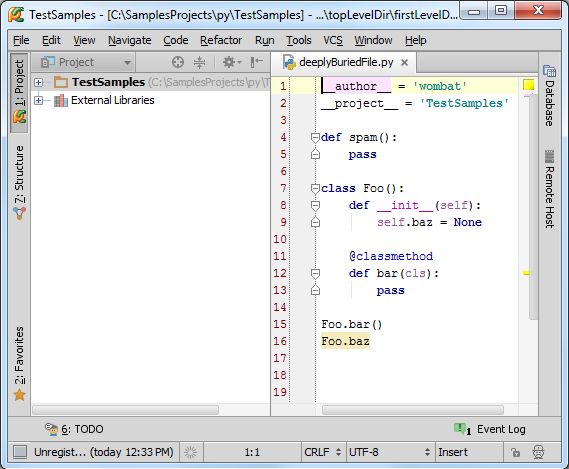 TestSamples - [C:\SamplesProjects\py\TestSamples] - ...\topLevelDir\firstLevelD...
File Edit View Navigate Code Refactor Run Tools VCS Window Help
1: Project
7: Structure
2: Favorites
Project
TestSamples (C:\SamplesProjects\py\T
External Libraries
deeplyBuriedFile.py
1 __author__ = 'wombat'
2 __project__ = 'TestSamples'
3
4 def spam():
5 pass
6
7 class Foo():
8 def __init__(self):
9 self.baz = None
10
11 @classmethod
12 def bar(cls):
13 pass
14
15 Foo.bar()
16 Foo.baz
17
18
19
Database
Remote Host
6: TODO
1 Event Log
Unregist... (today 12:33 PM) 1:1 CRLF UTF-8 Insert